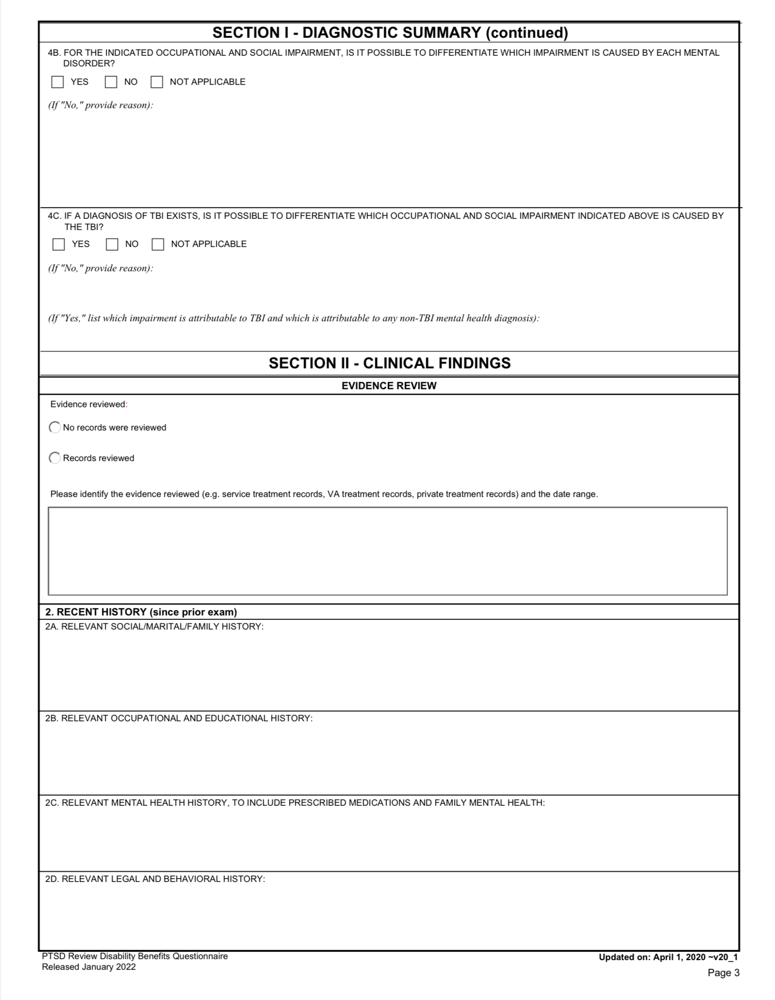 SECTION I - DIAGNOSTIC SUMMARY (continued)
4B. FOR THE INDICATED OCCUPATIONAL AND SOCIAL IMPAIRMENT, IS IT POSSIBLE TO DIFFERENTIATE WHICH IMPAIRMENT IS CAUSED BY EACH MENTAL
DISORDER?
YES NO NOT APPLICABLE
(If "No," provide reason):
4C. IF A DIAGNOSIS OF TBI EXISTS, IS IT POSSIBLE TO DIFFERENTIATE WHICH OCCUPATIONAL AND SOCIAL IMPAIRMENT INDICATED ABOVE IS CAUSED BY
THE TBI?
YES NO NOT APPLICABLE
(If "No," provide reason):
(If "Yes," list which impairment is attributable to TBI and which is attributable to any non-TBI mental health diagnosis):
SECTION II - CLINICAL FINDINGS
EVIDENCE REVIEW
Evidence reviewed:
No records were reviewed
Records reviewed
Please identify the evidence reviewed (e.g. service treatment records, VA treatment records, private treatment records) and the date range.
2. RECENT HISTORY (since prior exam)
2A. RELEVANT SOCIAL/MARITAL/FAMILY HISTORY:
2B. RELEVANT OCCUPATIONAL AND EDUCATIONAL HISTORY:
2C. RELEVANT MENTAL HEALTH HISTORY, TO INCLUDE PRESCRIBED MEDICATIONS AND FAMILY MENTAL HEALTH:
2D. RELEVANT LEGAL AND BEHAVIORAL HISTORY:
PTSD Review Disability Benefits Questionnaire
Released January 2022
Updated on: April 1, 2020 ~v20_1
Page 3